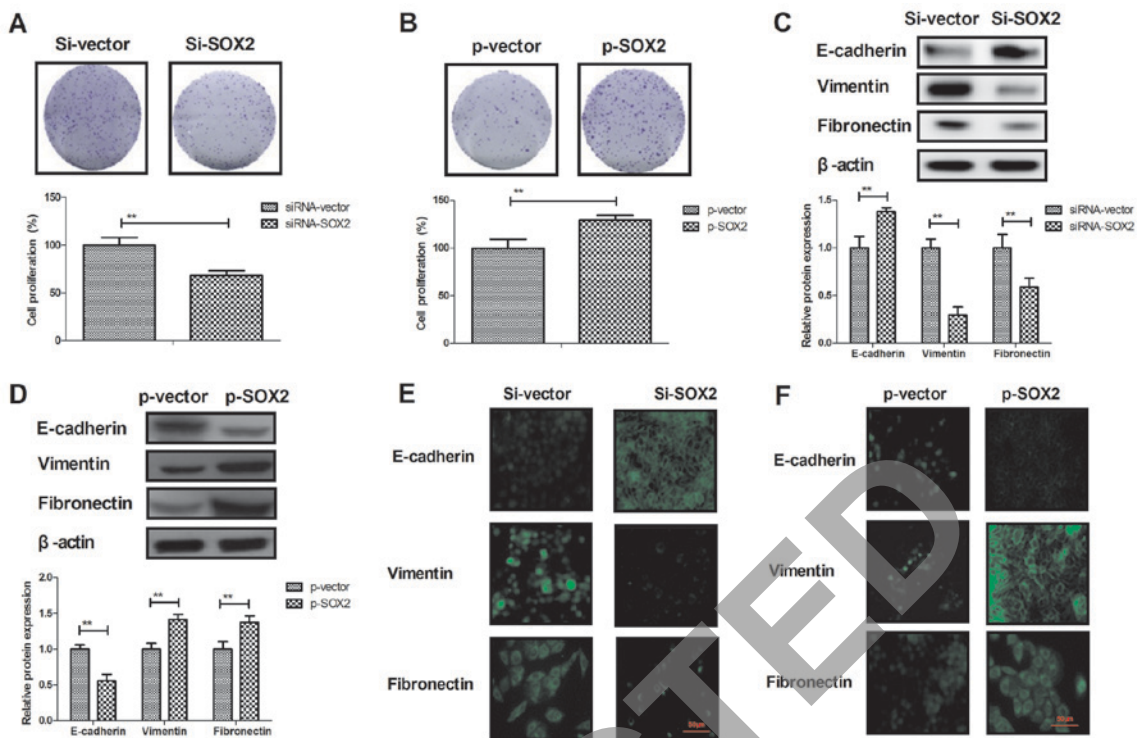 A
Si-vector Si-SOX2
150
100
50
0
Cell proliferation (%)
**
siRNA-vector
siRNA-SOX2
B
p-vector p-SOX2
150
100
50
0
Cell proliferation (%)
**
p-vector
p-SOX2
C
Si-vector Si-SOX2
E-cadherin
Vimentin
Fibronectin
β-actin
1.5
1.0
0.5
0.0
Relative protein expression
** ** **
siRNA-vector
siRNA-SOX2
E-cadherin Vimentin Fibronectin
D
p-vector p-SOX2
E-cadherin
Vimentin
Fibronectin
β-actin
2.0
1.5
1.0
0.5
0.0
Relative protein expression
** ** **
p-vector
p-SOX2
E-cadherin Vimentin Fibronectin
E
Si-vector Si-SOX2
E-cadherin
Vimentin
Fibronectin
F
p-vector p-SOX2
E-cadherin
Vimentin
Fibronectin
TED